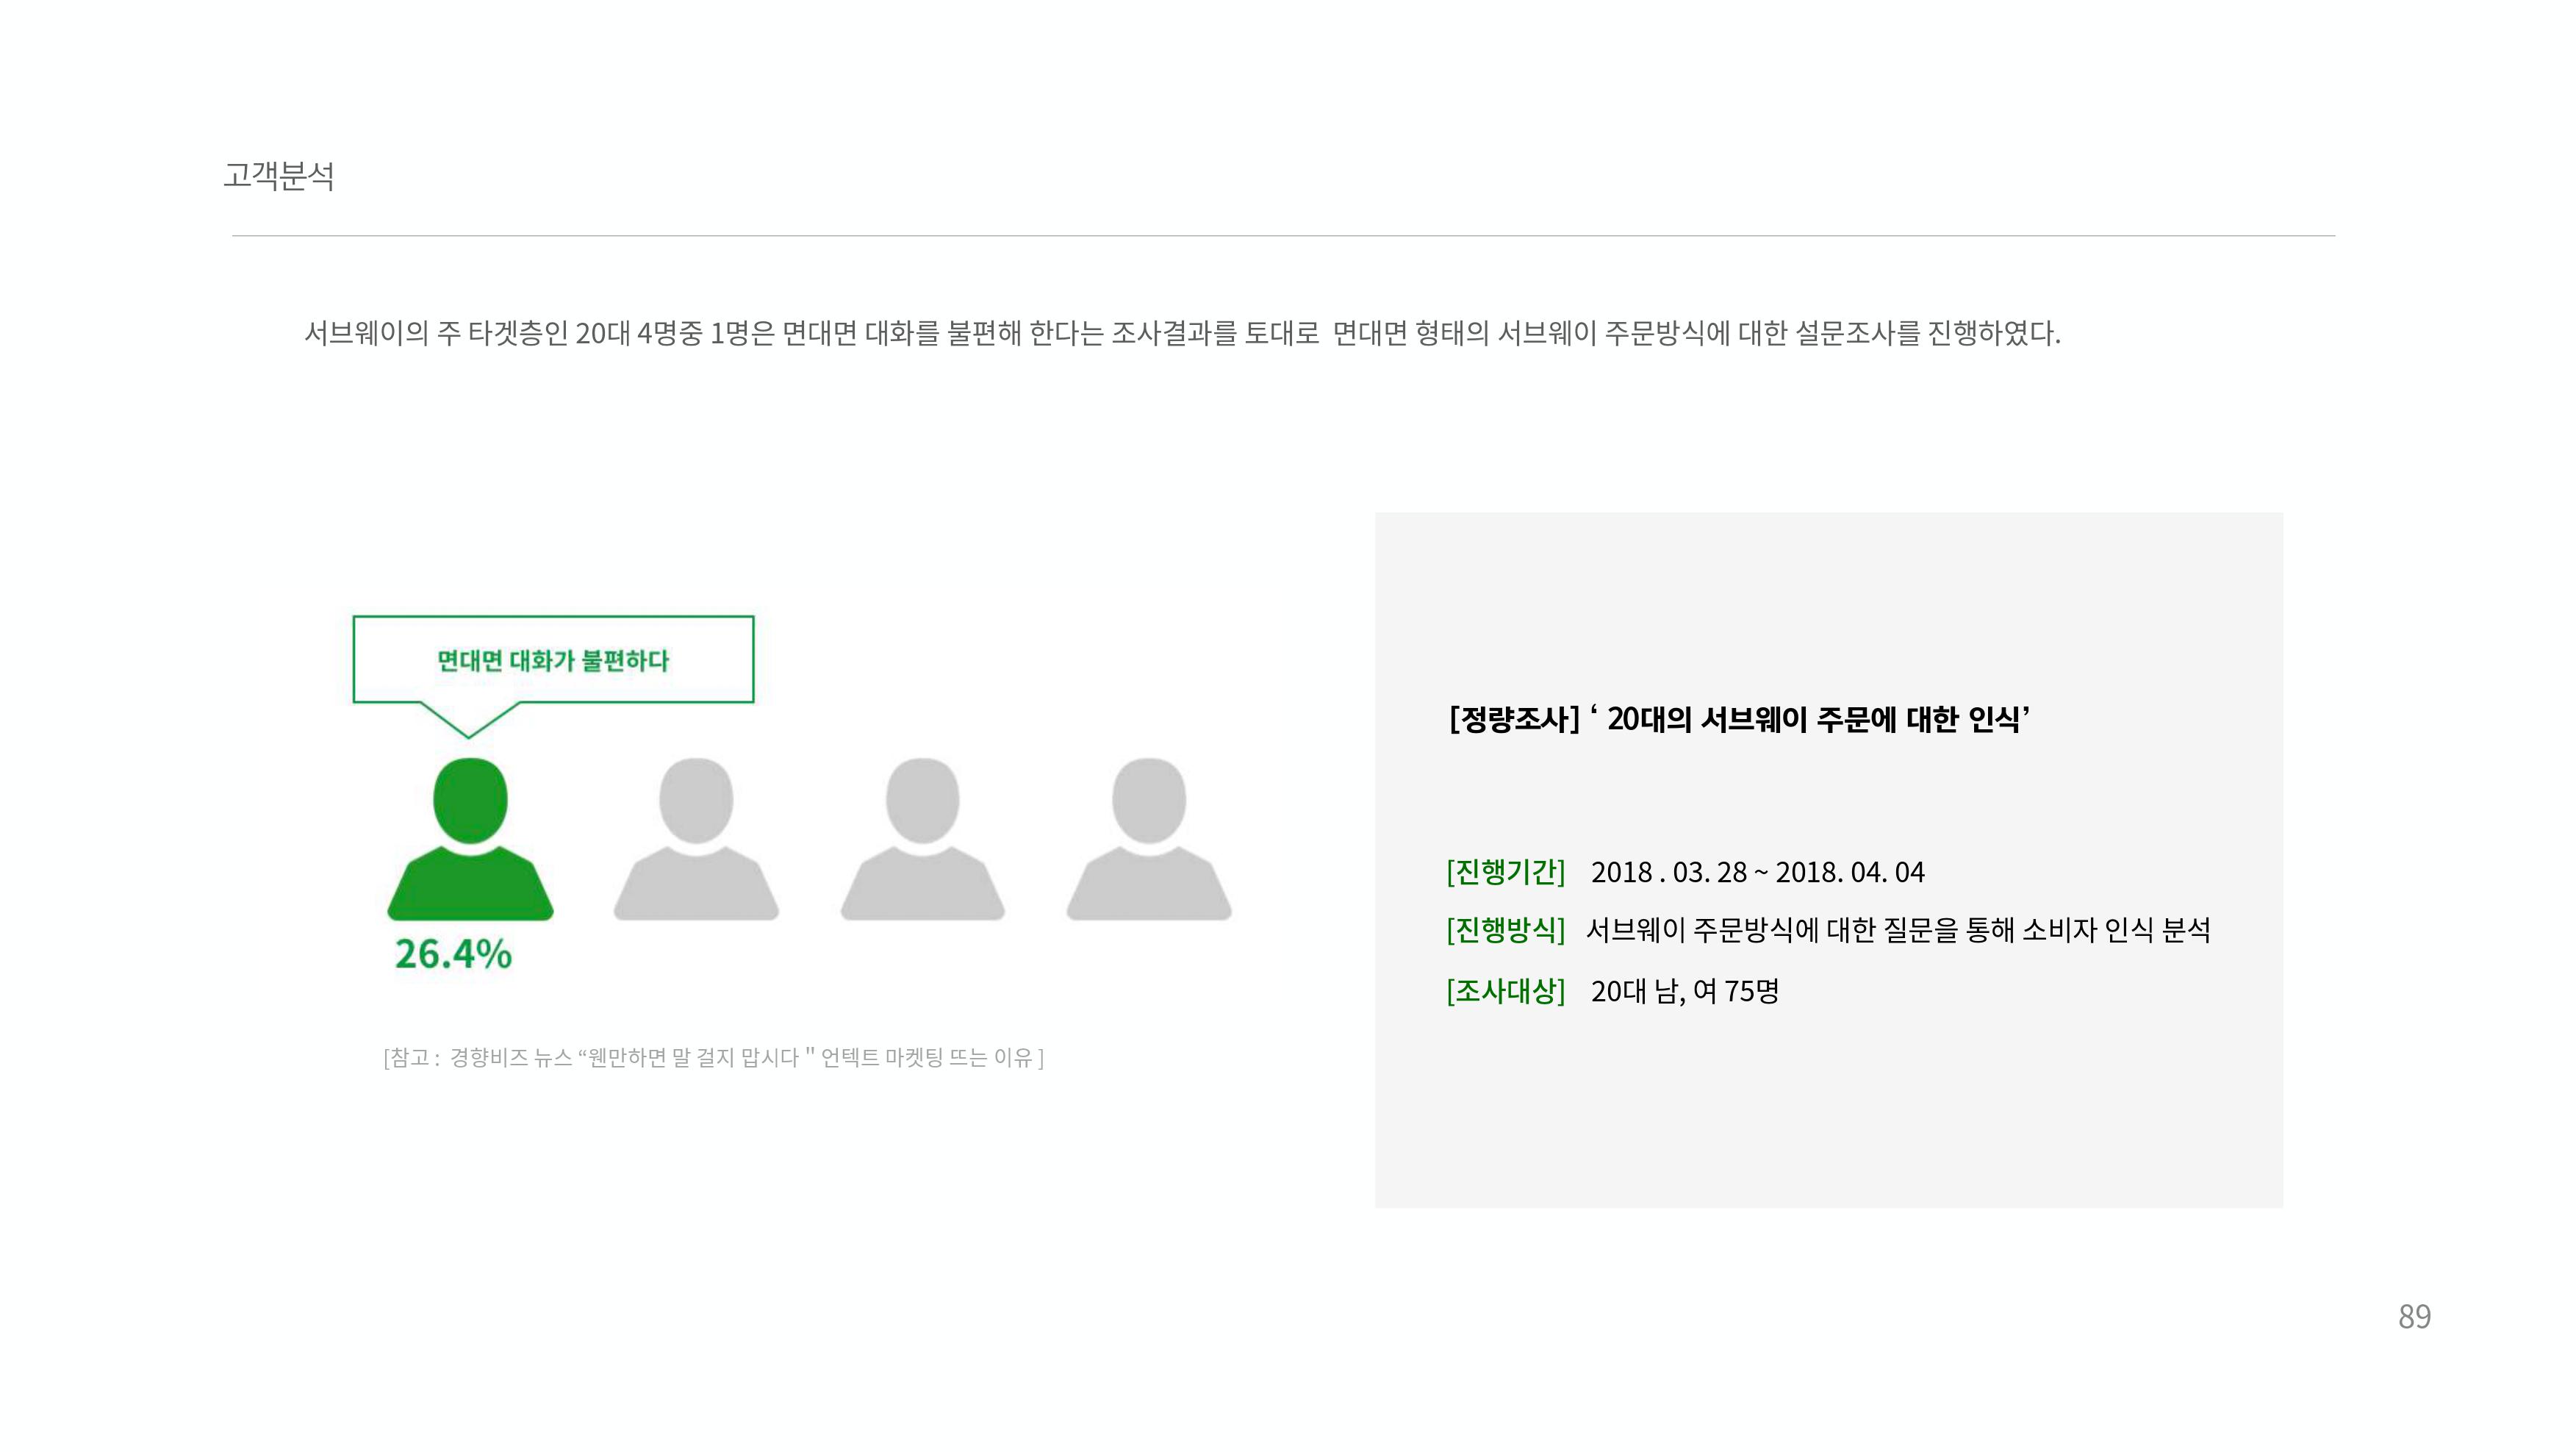 고객분석
서브웨이의 주 타겟층인 20대 4명중 1명은 면대면 대화를 불편해 한다는 조사결과를 토대로 면대면 형태의 서브웨이 주문방식에 대한 설문조사를 진행하였다.
면대면 대화가 불편하다
26.4%
[참고 : 경향비즈 뉴스 “웬만하면 말 걸지 맙시다 " 언텍트 마켓팅 뜨는 이유 ]
[정량조사] ‘ 20대의 서브웨이 주문에 대한 인식’
[진행기간] 2018 . 03. 28 ~ 2018. 04. 04
[진행방식] 서브웨이 주문방식에 대한 질문을 통해 소비자 인식 분석
[조사대상] 20대 남, 여 75명
89